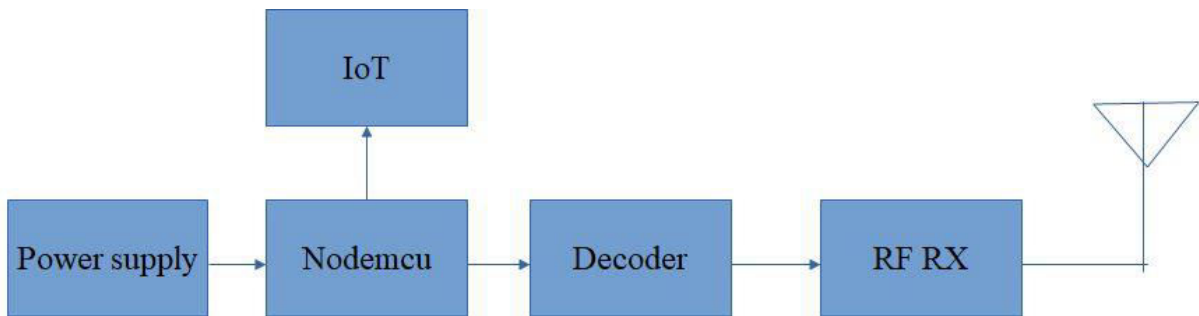 IoT
Power supply
Nodemcu
Decoder
RF RX